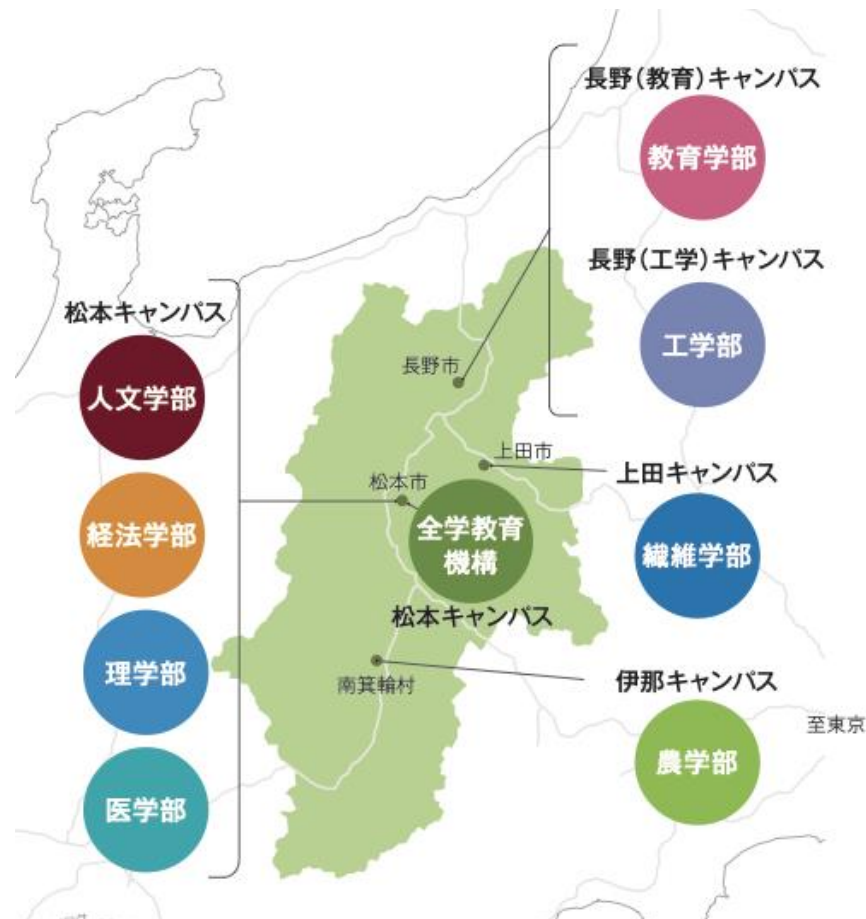 長野(教育)キャンパス
教育学部
長野(工学)キャンパス
工学部
松本キャンパス
人文学部
経法学部
理学部
医学部
長野市
上田市
松本市
全学教育
機構
松本キャンパス
南箕輪村
上田キャンパス
繊維学部
伊那キャンパス
農学部
至東京